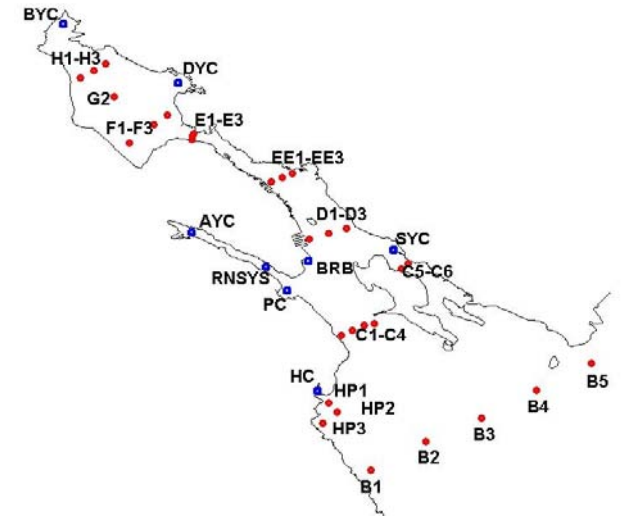 BYC
H1-H3
DYC
G2
E1-E3
F1-F3
EE1-EE3
D1-D3
AYC
SYC
BRB
C5-C6
RNSYS
PC
C1-C4
HC
HP1
HP2
HP3
B5
B4
B3
B2
B1